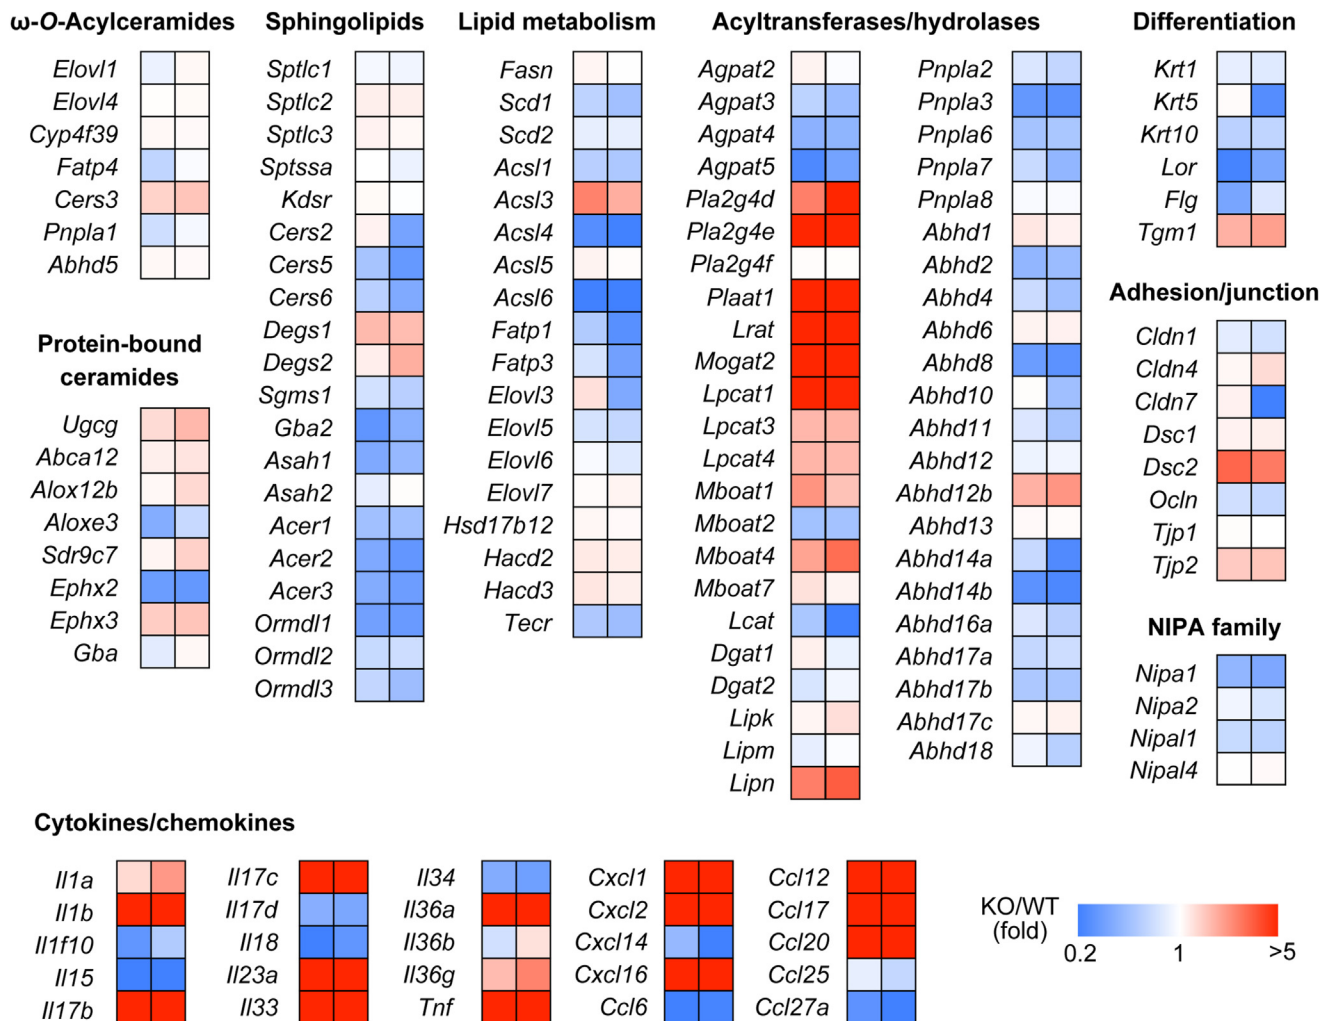 ω-O-Acylceramides
Elovl1
Elovl4
Cyp4f39
Fatp4
Cers3
Pnpla1
Abhd5
Protein-bound
ceramides
Ugcg
Abca12
Alox12b
Aloxe3
Sdr9c7
Ephx2
Ephx3
Gba
Sphingolipids
Sptlc1
Sptlc2
Sptlc3
Sptssa
Kdsr
Cers2
Cers5
Cers6
Degs1
Degs2
Sgms1
Gba2
Asah1
Asah2
Acer1
Acer2
Acer3
Ormdl1
Ormdl2
Ormdl3
Lipid metabolism
Fasn
Scd1
Scd2
Acsl1
Acsl3
Acsl4
Acsl5
Acsl6
Fatp1
Fatp3
Elovl3
Elovl5
Elovl6
Elovl7
Hsd17b12
Hacd2
Hacd3
Tecr
Acyltransferases/hydrolases
Agpat2
Agpat3
Agpat4
Agpat5
Pla2g4d
Pla2g4e
Pla2g4f
Plaat1
Lrat
Mogat2
Lpcat1
Lpcat3
Lpcat4
Mboat1
Mboat2
Mboat4
Mboat7
Lcat
Dgat1
Dgat2
Lipk
Lipm
Lipn
Pnpla2
Pnpla3
Pnpla6
Pnpla7
Pnpla8
Abhd1
Abhd2
Abhd4
Abhd6
Abhd8
Abhd10
Abhd11
Abhd12
Abhd12b
Abhd13
Abhd14a
Abhd14b
Abhd16a
Abhd17a
Abhd17b
Abhd17c
Abhd18
Differentiation
Krt1
Krt5
Krt10
Lor
Flg
Tgm1
Adhesion/junction
Cldn1
Cldn4
Cldn7
Dsc1
Dsc2
Ocln
Tjp1
Tjp2
NIPA family
Nipa1
Nipa2
Nipal1
Nipal4
Cytokines/chemokines
Il1a
Il1b
Il1f10
Il15
Il17b
Il17c
Il17d
Il18
Il23a
Il33
Il34
Il36a
Il36b
Il36g
Tnf
Cxcl1
Cxcl2
Cxcl14
Cxcl16
Ccl6
Ccl12
Ccl17
Ccl20
Ccl25
Ccl27a
KO/WT
(fold)
0.2 1 >5